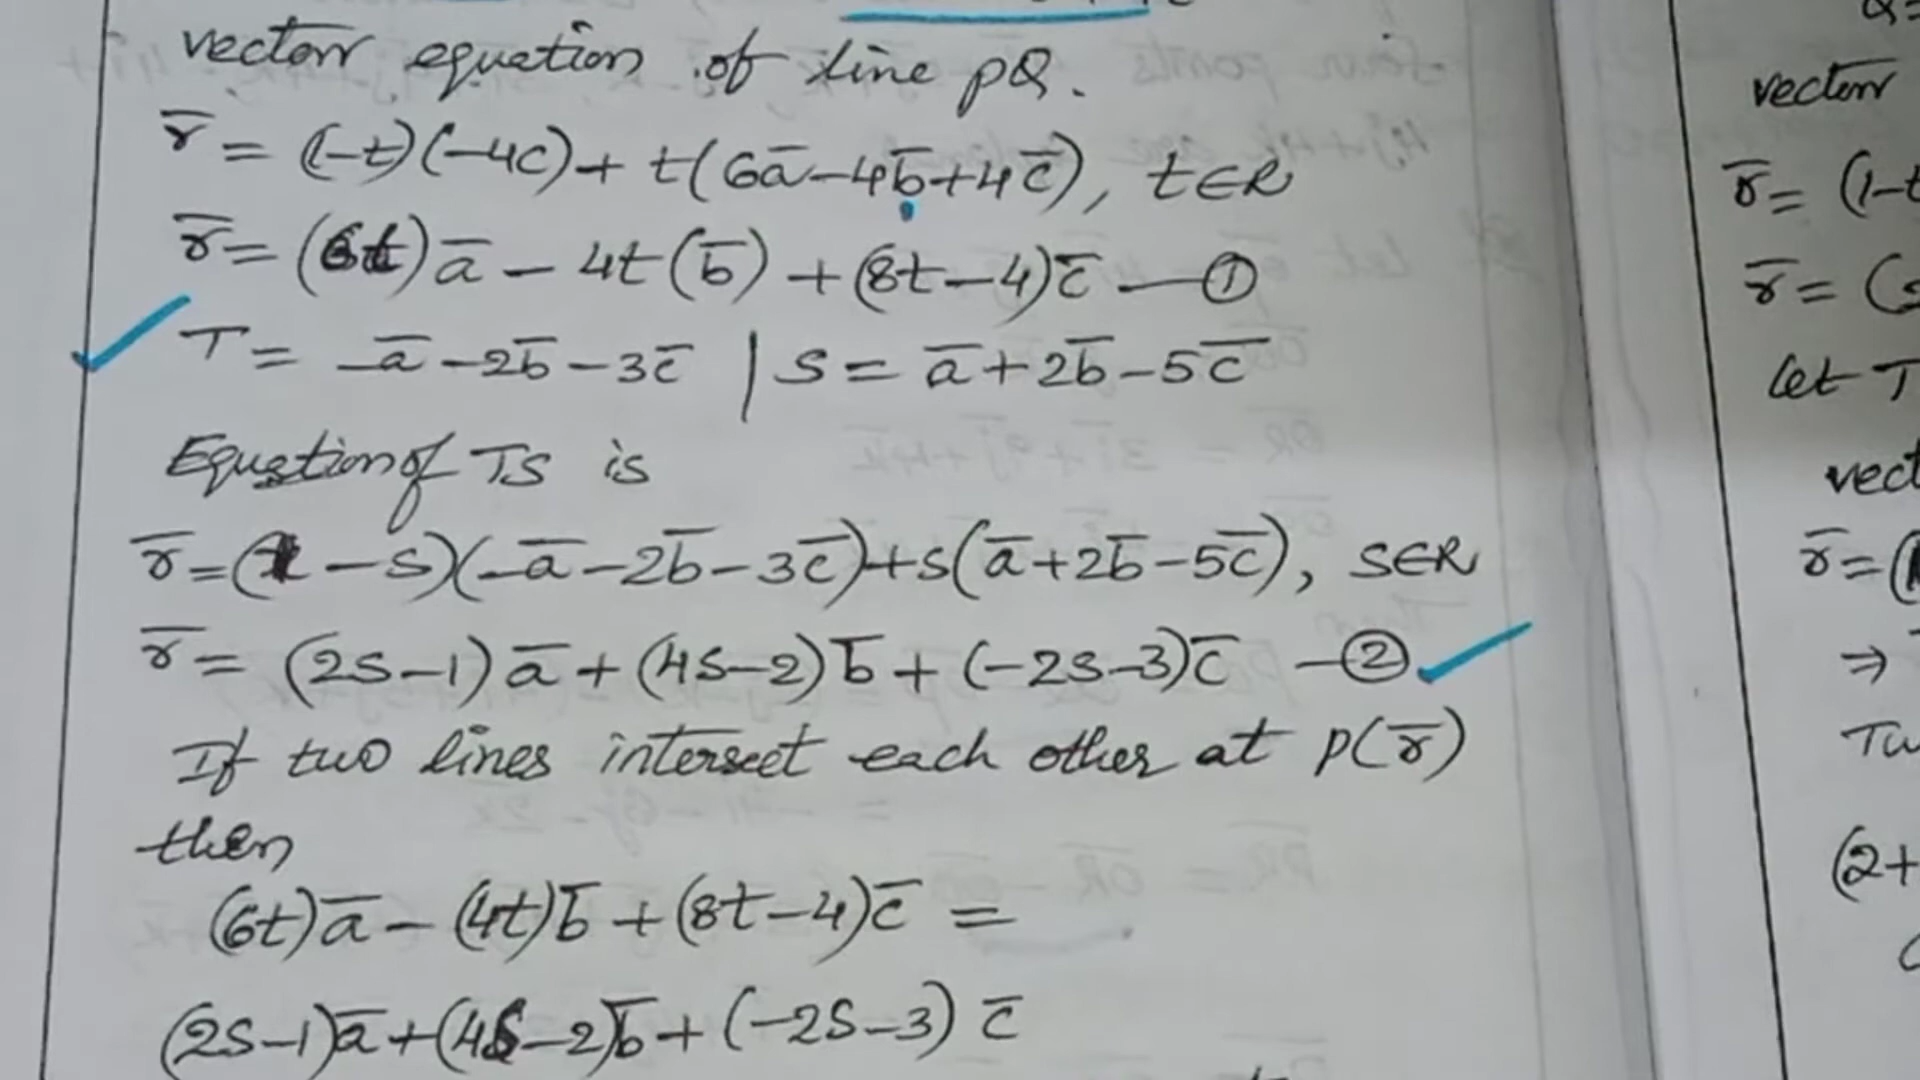 vector equation of line PQ.
r̅ = (-t)(-4c) + t(6a̅ - 4b̅ + 4c̅), t∈R
r̅ = (6t)a̅ - 4t(b̅) + (8t-4)c̅ — ①
T = -a̅ - 2b̅ - 3c̅ | S = a̅ + 2b̅ - 5c̅
Equation of TS is
r̅ = (1-s)(-a̅ - 2b̅ - 3c̅) + s(a̅ + 2b̅ - 5c̅), s∈R
r̅ = (2s-1)a̅ + (4s-2)b̅ + (-2s-3)c̅ — ②
If two lines intersect each other at p(r̅)
then
(6t)a̅ - (4t)b̅ + (8t-4)c̅ =
(2s-1)a̅ + (4s-2)b̅ + (-2s-3)c̅
vector
r̅ = (1-t
r̅ =
Let T
r̅ =
⇒
(2+